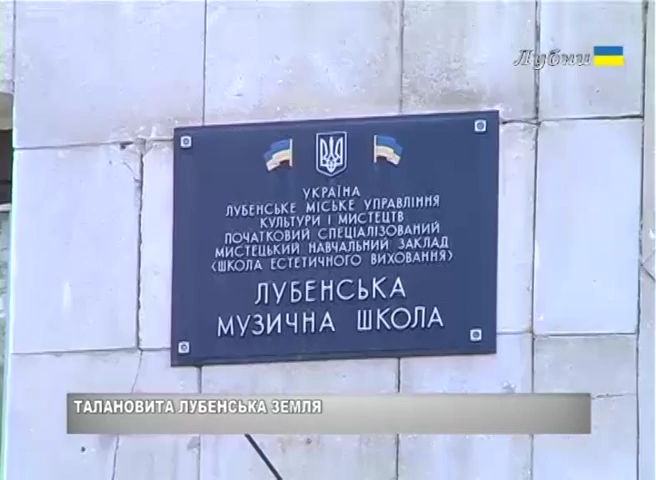 Лубни
УКРАЇНА
ЛУБЕНСЬКЕ МІСЬКЕ УПРАВЛІННЯ
КУЛЬТУРИ І МИСТЕЦТВ
ПОЧАТКОВИЙ СПЕЦІАЛІЗОВАНИЙ
МИСТЕЦЬКИЙ НАВЧАЛЬНИЙ ЗАКЛАД
<ШКОЛА ЕСТЕТИЧНОГО ВИХОВАННЯ>
ЛУБЕНСЬКА
МУЗИЧНА ШКОЛА
ТАЛАНОВИТА ЛУБЕНСЬКА ЗЕМЛЯ